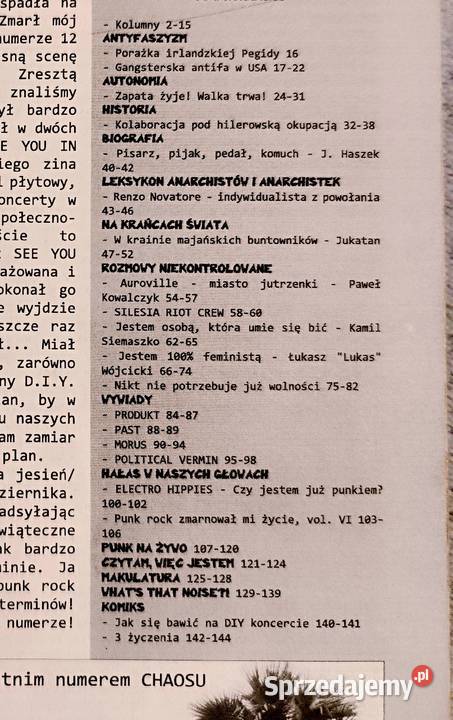 spadła na
Zmarł mój
numerze 12
sną scenę
Zresztą
znaliśmy
ył bardzo
ł w dwóch
E YOU IN
iego zina
l płytowy,
oncerty w
połeczno-
ście to
SEE YOU
ażowana i
okonał go
e wyjdzie
szcze raz
ł... Miał
, zarówno
ny D.I.Y.
an, by w
u naszych
am zamiar
plan.
a jesień/
ziernika.
adsyłając
wiąteczne
ak bardzo
minie. Ja
punk rock
terminów!
numerze!
- Kolumny 2-15
ANTYFASZYZM
- Porażka irlandzkiej Pegidy 16
- Gangsterska antifa w USA 17-22
AUTONOMIA
- Zapata żyje! Walka trwa! 24-31
HISTORIA
- Kolaboracja pod hilerowską okupacją 32-38
BIOGRAFIA
- Pisarz, pijak, pedał, komuch - J. Haszek
40-42
LEKSYKON ANARCHISTÓW I ANARCHISTEK
- Renzo Novatore - indywidualista z powołania
43-46
NA KRAŃCACH ŚWIATA
- W krainie majańskich buntowników - Jukatan
47-52
ROZMOWY NIEKONTROLOWANE
- Auroville - miasto jutrzenki - Paweł
Kowalczyk 54-57
- SILESIA RIOT CREW 58-60
- Jestem osobą, która umie się bić - Kamil
Siemaszko 62-65
- Jestem 100% feministą - Łukasz "Lukas"
Wójcicki 66-74
- Nikt nie potrzebuje już wolności 75-82
WYWIADY
- PRODUKT 84-87
- PAST 88-89
- MORUS 90-94
- POLITICAL VERMIN 95-98
HAŁAS W NASZYCH GŁOWACH
- ELECTRO HIPPIES - Czy jestem już punkiem?
100-102
- Punk rock zmarnował mi życie, vol. VI 103-
106
PUNK NA ŻYWO 107-120
CZYTAM, WIĘC JESTEM 121-124
MAKULATURA 125-128
WHAT'S THAT NOISE?! 129-139
KOMIKS
- Jak się bawić na DIY koncercie 140-141
- 3 życzenia 142-144
tnim numerem CHAOSU
Sprzedajemy.pl